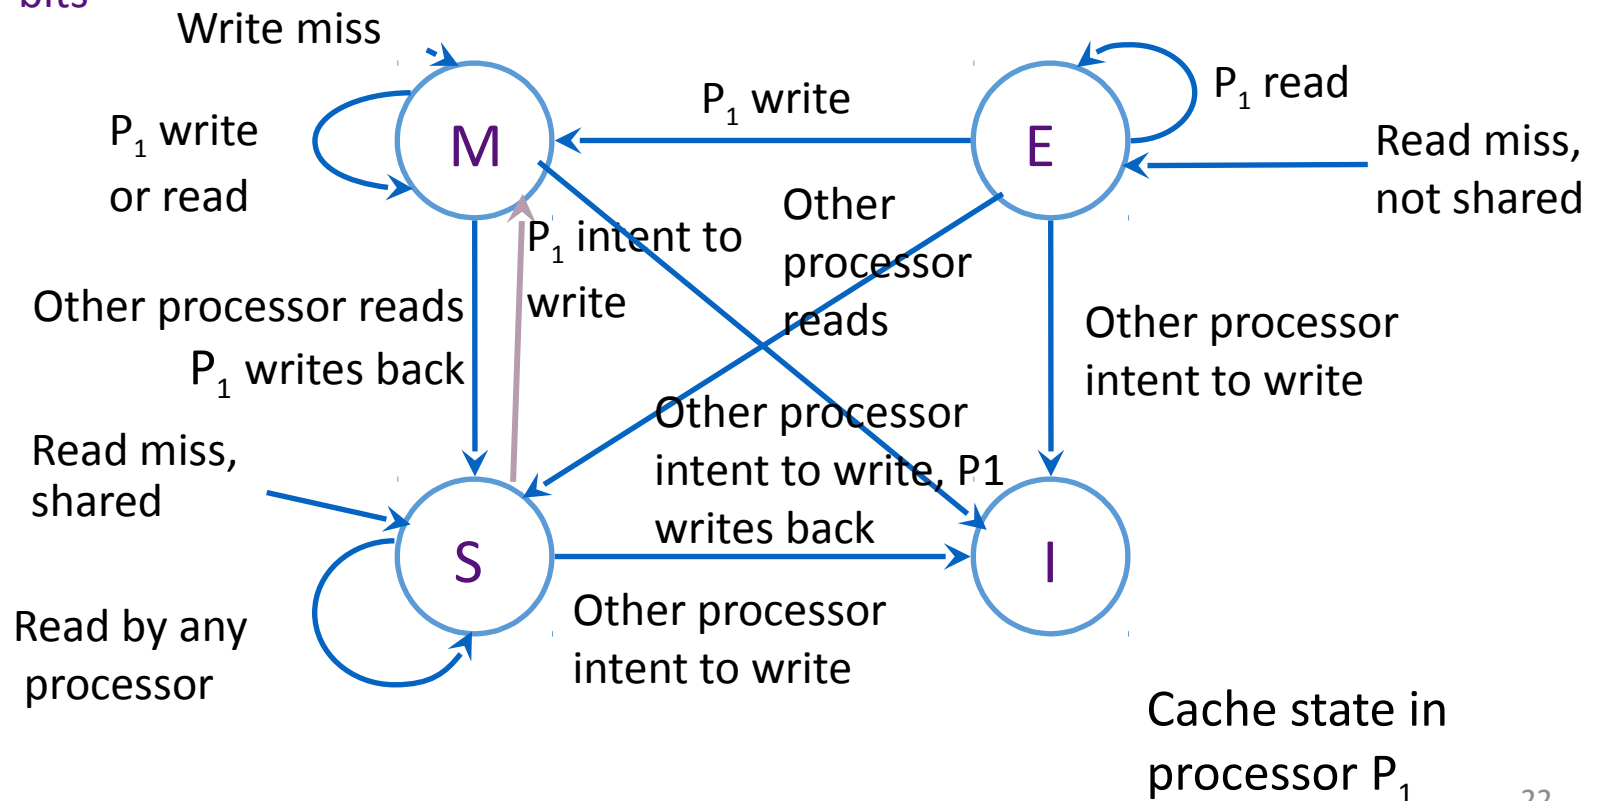 bits
Write miss
P1 write
or read
M
P1 write
E
P1 read
Read miss,
not shared
P1 intent to
write
Other
processor
reads
Other processor reads
P1 writes back
Other processor
intent to write
Other processor
intent to write, P1
writes back
Read miss,
shared
S
I
Read by any
processor
Other processor
intent to write
Cache state in
processor P1
22